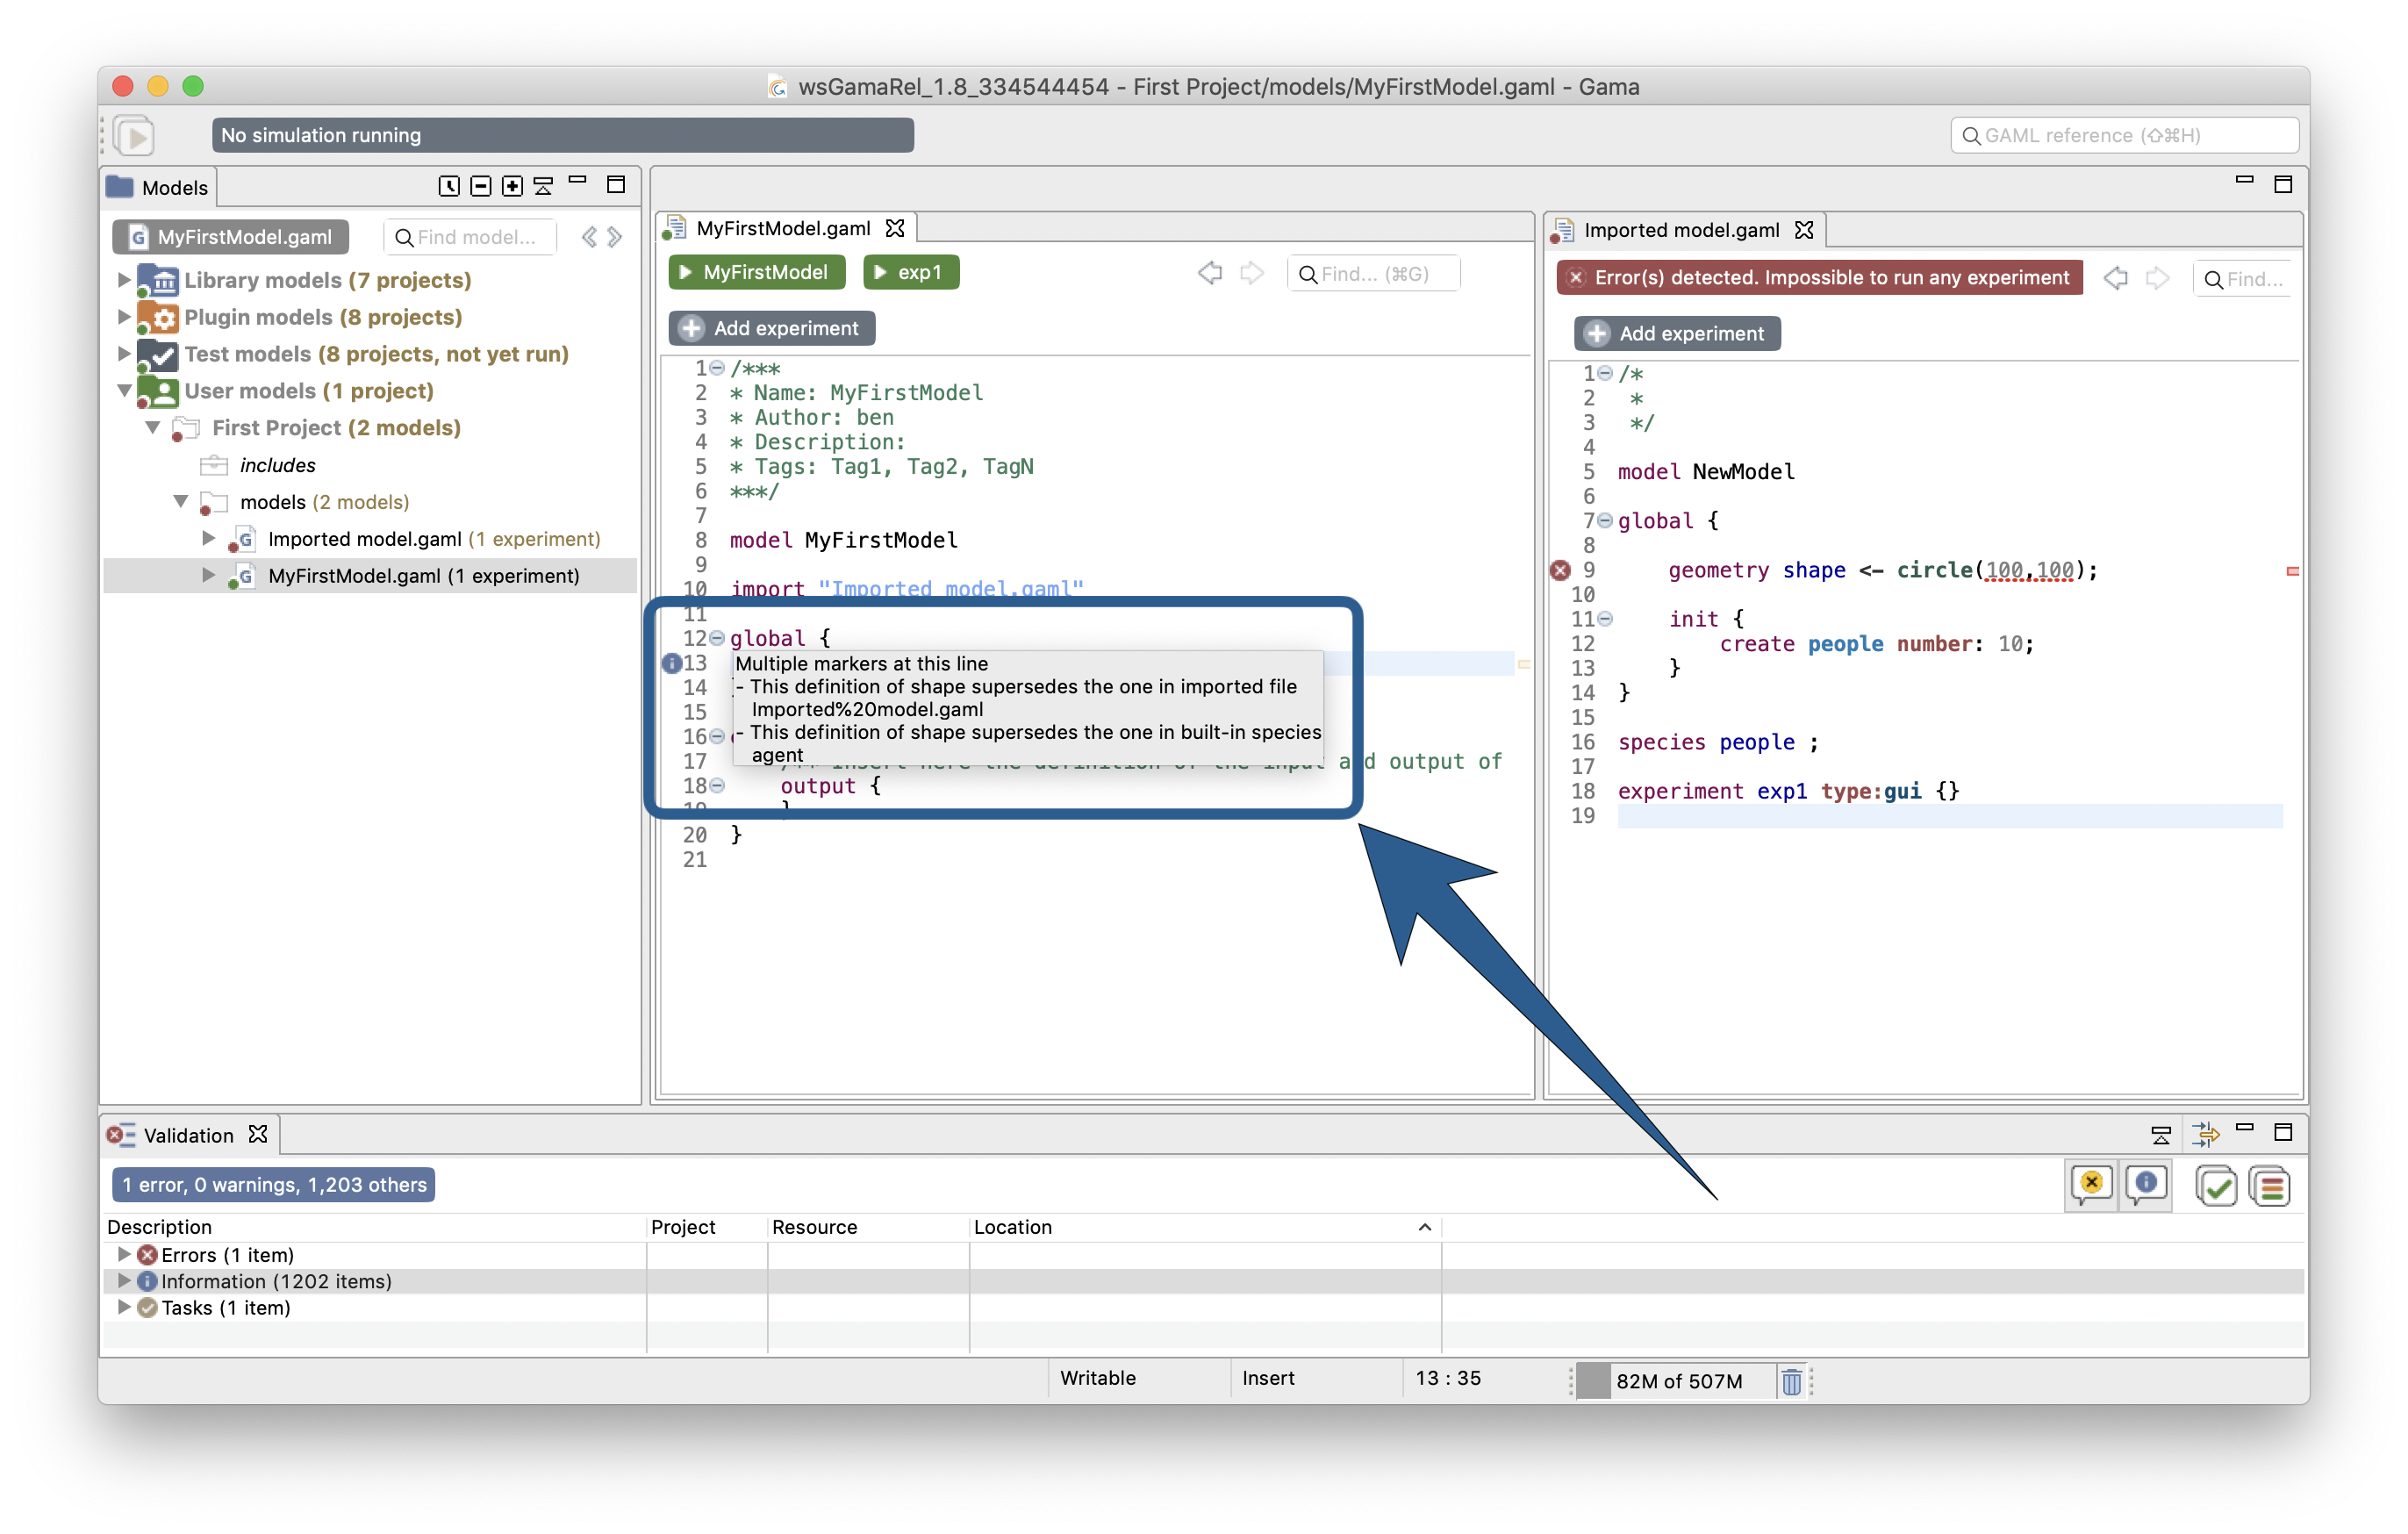 wsGamaRel_1.8_334544454 - First Project/models/MyFirstModel.gaml - Gama
No simulation running
GAML reference (⇧⌘H)
Models
MyFirstModel.gaml
Find model...
Library models (7 projects)
Plugin models (8 projects)
Test models (8 projects, not yet run)
User models (1 project)
First Project (2 models)
includes
models (2 models)
Imported model.gaml (1 experiment)
MyFirstModel.gaml (1 experiment)
MyFirstModel.gaml
MyFirstModel
exp1
Find... (⌘G)
Add experiment
1 /***
2 * Name: MyFirstModel
3 * Author: ben
4 * Description:
5 * Tags: Tag1, Tag2, TagN
6 ***/
7
8 model MyFirstModel
9
10 import "Imported model.gaml"
11
12 global {
13
14
15
16
17 /** Insert here the definition of the input and output of
18 output {
19 }
20 }
21
Multiple markers at this line
- This definition of shape supersedes the one in imported file
Imported%20model.gaml
- This definition of shape supersedes the one in built-in species
agent
Imported model.gaml
Error(s) detected. Impossible to run any experiment
Find...
Add experiment
1 /*
2 *
3 */
4
5 model NewModel
6
7 global {
8
9 geometry shape <- circle(100,100);
10
11 init {
12 create people number: 10;
13 }
14 }
15
16 species people ;
17
18 experiment exp1 type:gui {}
19
Validation
1 error, 0 warnings, 1,203 others
Description Project Resource Location
Errors (1 item)
Information (1202 items)
Tasks (1 item)
Writable Insert 13 : 35 82M of 507M